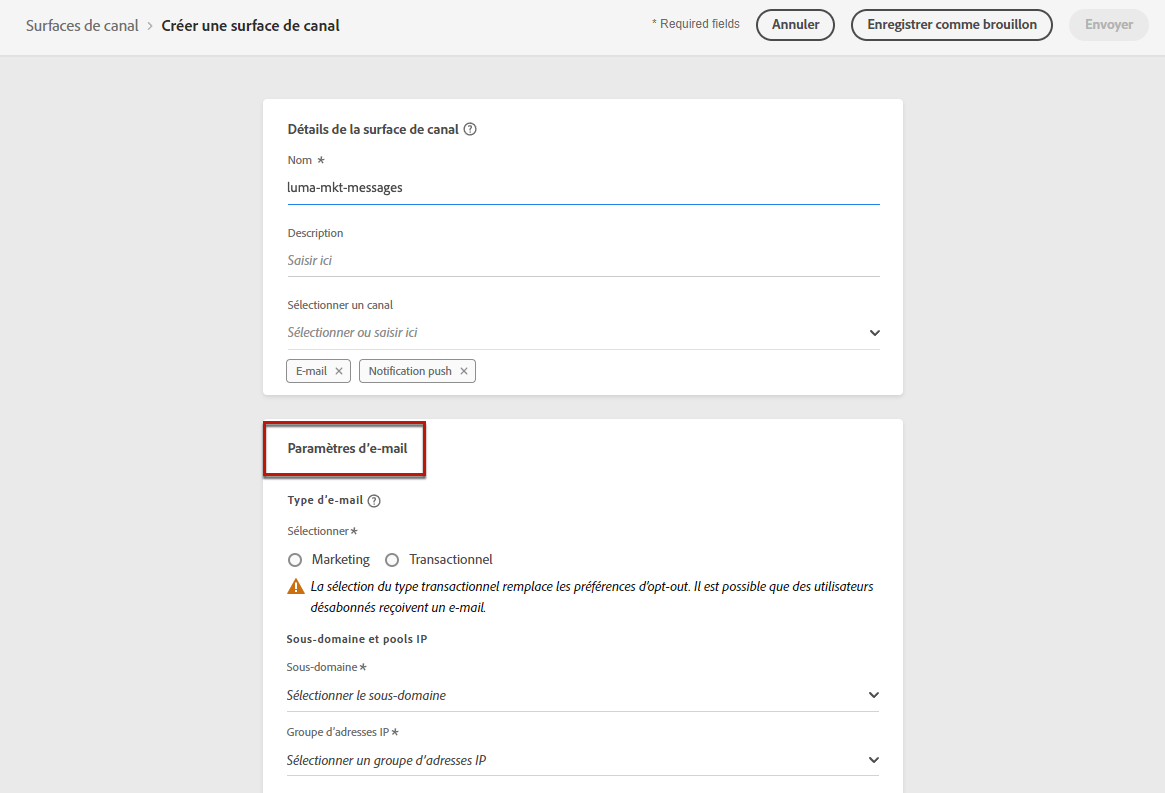 Surfaces de canal > Créer une surface de canal
* Required fields
Annuler
Enregistrer comme brouillon
Envoyer
Détails de la surface de canal ?
Nom *
luma-mkt-messages
Description
Saisir ici
Sélectionner un canal
Sélectionner ou saisir ici
E-mail ×
Notification push ×
Paramètres d’e-mail
Type d’e-mail ?
Sélectionner*
Marketing
Transactionnel
La sélection du type transactionnel remplace les préférences d’opt-out. Il est possible que des utilisateurs
désabonnés reçoivent un e-mail.
Sous-domaine et pools IP
Sous-domaine*
Sélectionner le sous-domaine
Groupe d’adresses IP*
Sélectionner un groupe d’adresses IP